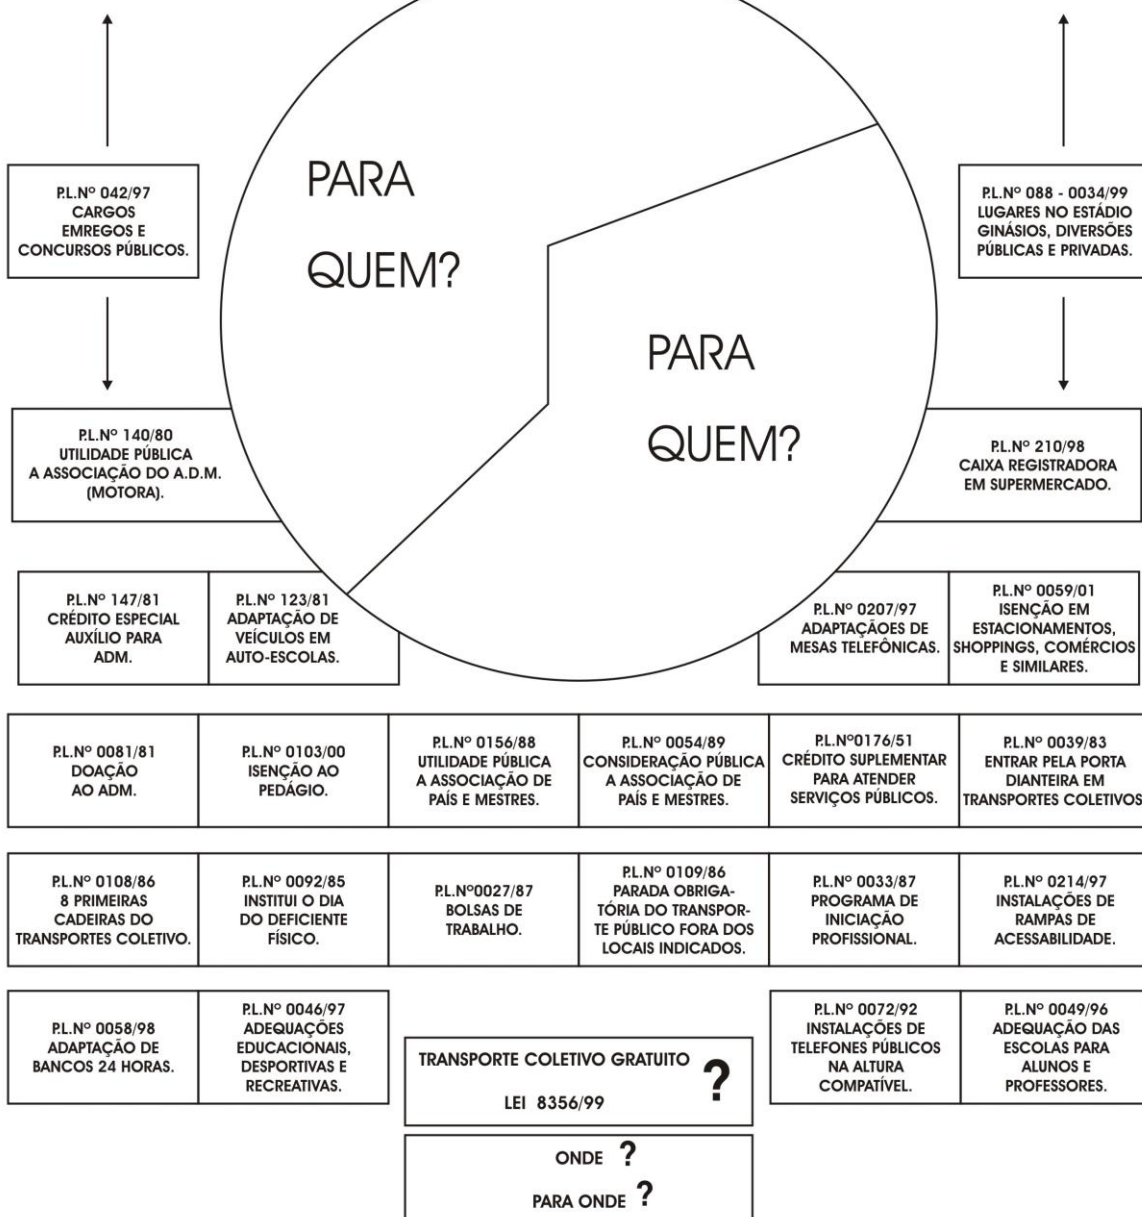 P.L.Nº 042/97
CARGOS
EMREGOS E
CONCURSOS PÚBLICOS.
PARA
QUEM?
P.L.Nº 088 - 0034/99
LUGARES NO ESTÁDIO
GINÁSIOS, DIVERSÕES
PÚBLICAS E PRIVADAS.
PARA
QUEM?
P.L.Nº 140/80
UTILIDADE PÚBLICA
A ASSOCIAÇÃO DO A.D.M.
(MOTORA).
P.L.Nº 210/98
CAIXA REGISTRADORA
EM SUPERMERCADO.
P.L.Nº 147/81
CRÉDITO ESPECIAL
AUXÍLIO PARA
ADM.
P.L.Nº 123/81
ADAPTAÇÃO DE
VEÍCULOS EM
AUTO-ESCOLAS.
P.L.Nº 0207/97
ADAPTAÇÃOES DE
MESAS TELEFÔNICAS.
P.L.Nº 0059/01
ISENÇÃO EM
ESTACIONAMENTOS,
SHOPPINGS, COMÉRCIOS
E SIMILARES.
P.L.Nº 0081/81
DOAÇÃO
AO ADM.
P.L.Nº 0103/00
ISENÇÃO AO
PEDÁGIO.
P.L.Nº 0156/88
UTILIDADE PÚBLICA
A ASSOCIAÇÃO DE
PAÍS E MESTRES.
P.L.Nº 0054/89
CONSIDERAÇÃO PÚBLICA
A ASSOCIAÇÃO DE
PAÍS E MESTRES.
P.L.Nº0176/51
CRÉDITO SUPLEMENTAR
PARA ATENDER
SERVIÇOS PÚBLICOS.
P.L.Nº 0039/83
ENTRAR PELA PORTA
DIANTEIRA EM
TRANSPORTES COLETIVOS
P.L.Nº 0108/86
8 PRIMEIRAS
CADEIRAS DO
TRANSPORTES COLETIVO.
P.L.Nº 0092/85
INSTITUI O DIA
DO DEFICIENTE
FÍSICO.
P.L.Nº0027/87
BOLSAS DE
TRABALHO.
P.L.Nº 0109/86
PARADA OBRIGA-
TÓRIA DO TRANSPOR-
TE PÚBLICO FORA DOS
LOCAIS INDICADOS.
P.L.Nº 0033/87
PROGRAMA DE
INICIAÇÃO
PROFISSIONAL.
P.L.Nº 0214/97
INSTALAÇÕES DE
RAMPAS DE
ACESSABILIDADE.
P.L.Nº 0058/98
ADAPTAÇÃO DE
BANCOS 24 HORAS.
P.L.Nº 0046/97
ADEQUAÇÕES
EDUCACIONAIS,
DESPORTIVAS E
RECREATIVAS.
TRANSPORTE COLETIVO GRATUITO ?
LEI 8356/99
P.L.Nº 0072/92
INSTALAÇÕES DE
TELEFONES PÚBLICOS
NA ALTURA
COMPATÍVEL.
P.L.Nº 0049/96
ADEQUAÇÃO DAS
ESCOLAS PARA
ALUNOS E
PROFESSORES.
ONDE ?
PARA ONDE ?